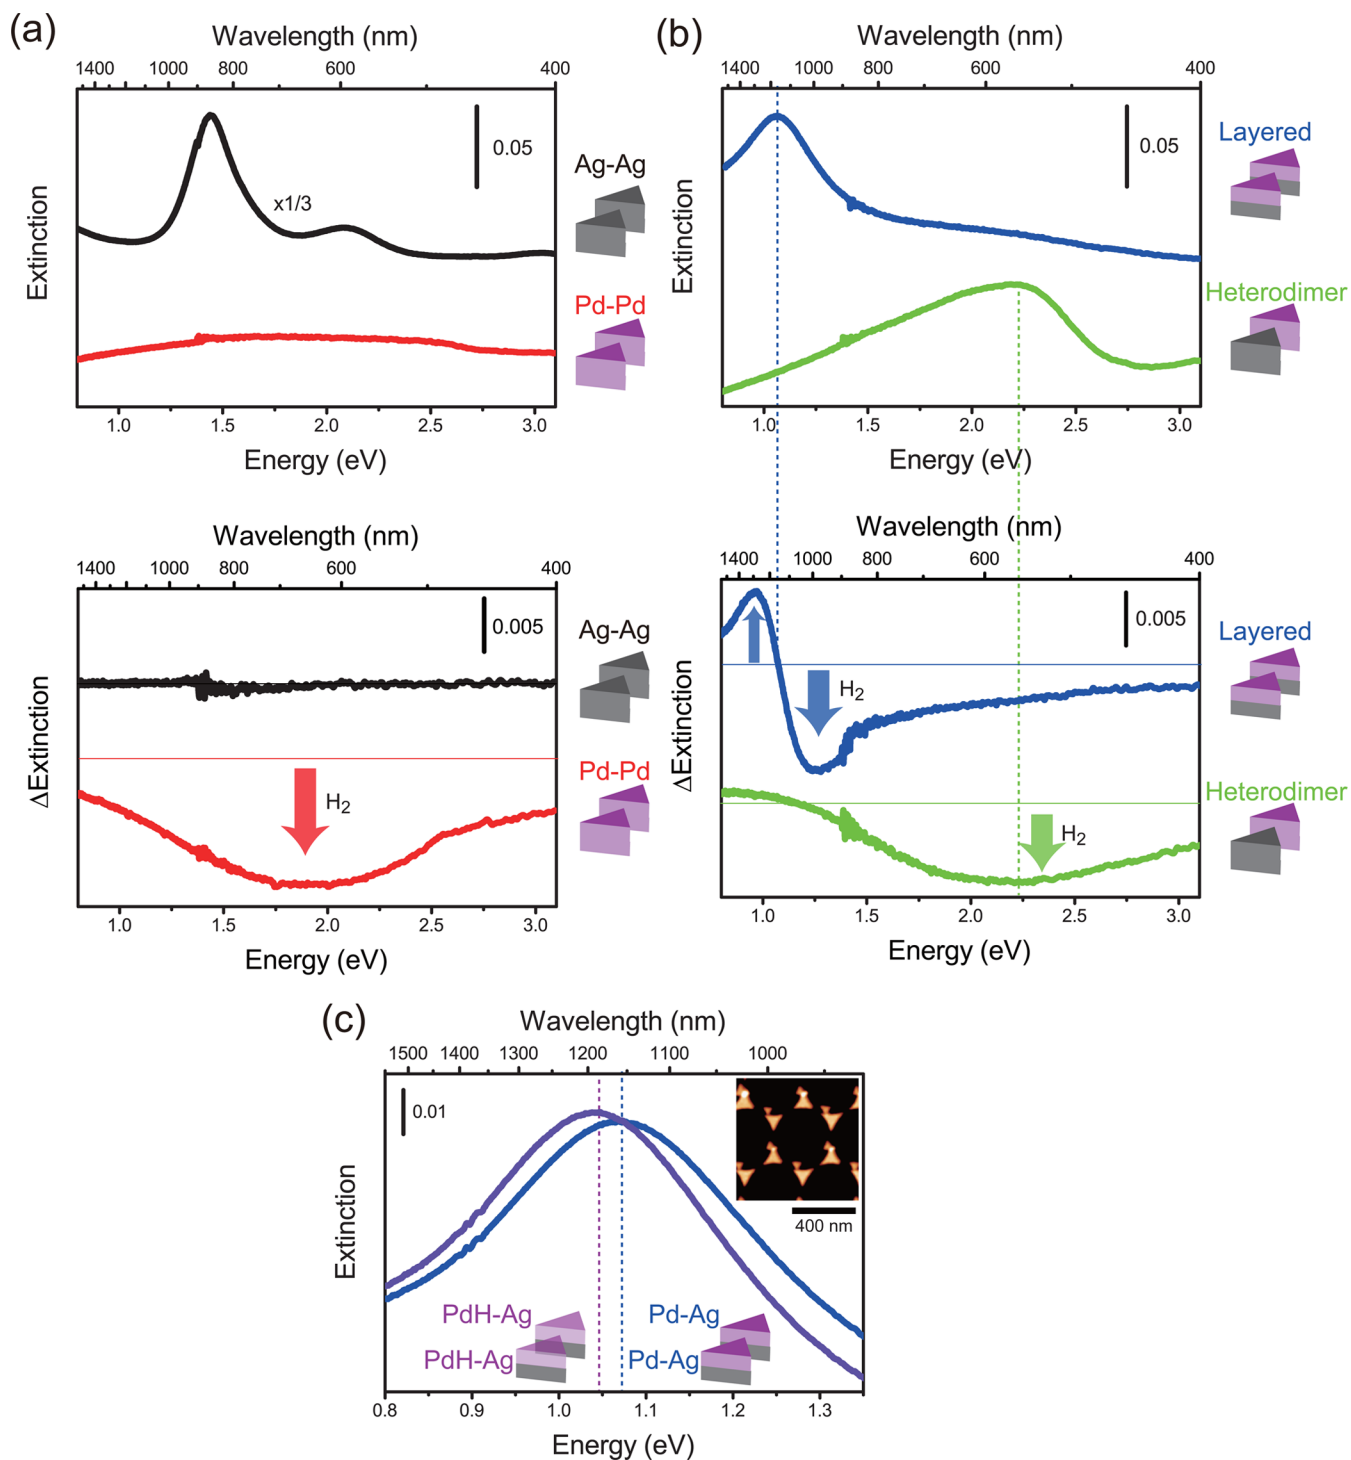 (a)
Wavelength (nm)
1400 1000 800 600 400
Extinction
0.05
x1/3
Ag-Ag
Pd-Pd
1.0 1.5 2.0 2.5 3.0
Energy (eV)
Wavelength (nm)
1400 1000 800 600 400
ΔExtinction
0.005
Ag-Ag
Pd-Pd
H2
1.0 1.5 2.0 2.5 3.0
Energy (eV)
(b)
Wavelength (nm)
1400 1000 800 600 400
Extinction
0.05
Layered
Heterodimer
1.0 1.5 2.0 2.5 3.0
Energy (eV)
Wavelength (nm)
1400 1000 800 600 400
ΔExtinction
0.005
Layered
H2
Heterodimer
H2
1.0 1.5 2.0 2.5 3.0
Energy (eV)
(c)
Wavelength (nm)
1500 1400 1300 1200 1100 1000
Extinction
0.01
400 nm
PdH-Ag
PdH-Ag
Pd-Ag
Pd-Ag
0.8 0.9 1.0 1.1 1.2 1.3
Energy (eV)